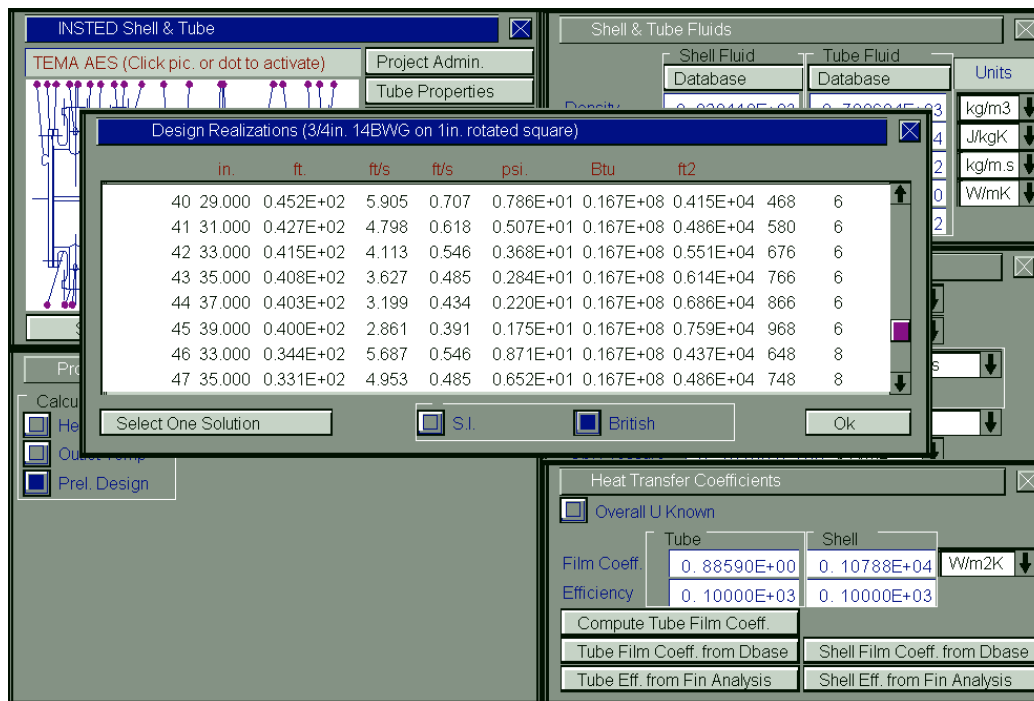 INSTED Shell & Tube
TEMA AES (Click pic. or dot to activate)
Project Admin.
Tube Properties
Shell & Tube Fluids
Shell Fluid
Tube Fluid
Database
Database
Units
kg/m3
4 J/kgK
2 kg/m.s
0 W/mK
2
Design Realizations (3/4in. 14BWG on 1in. rotated square)
in. ft. ft/s ft/s psi. Btu ft2
40 29.000 0.452E+02 5.905 0.707 0.786E+01 0.167E+08 0.415E+04 468 6
41 31.000 0.427E+02 4.798 0.618 0.507E+01 0.167E+08 0.486E+04 580 6
42 33.000 0.415E+02 4.113 0.546 0.368E+01 0.167E+08 0.551E+04 676 6
43 35.000 0.408E+02 3.627 0.485 0.284E+01 0.167E+08 0.614E+04 766 6
44 37.000 0.403E+02 3.199 0.434 0.220E+01 0.167E+08 0.686E+04 866 6
45 39.000 0.400E+02 2.861 0.391 0.175E+01 0.167E+08 0.759E+04 968 6
46 33.000 0.344E+02 5.687 0.546 0.871E+01 0.167E+08 0.437E+04 648 8
47 35.000 0.331E+02 4.953 0.485 0.652E+01 0.167E+08 0.486E+04 748 8
Select One Solution
S.I.
British
Ok
S
Pr
Calcu
He
s
Prel. Design
Heat Transfer Coefficients
Overall U Known
Tube
Shell
Film Coeff. 0.88590E+00 0.10788E+04 W/m2K
Efficiency 0.10000E+03 0.10000E+03
Compute Tube Film Coeff.
Tube Film Coeff. from Dbase
Shell Film Coeff. from Dbase
Tube Eff. from Fin Analysis
Shell Eff. from Fin Analysis